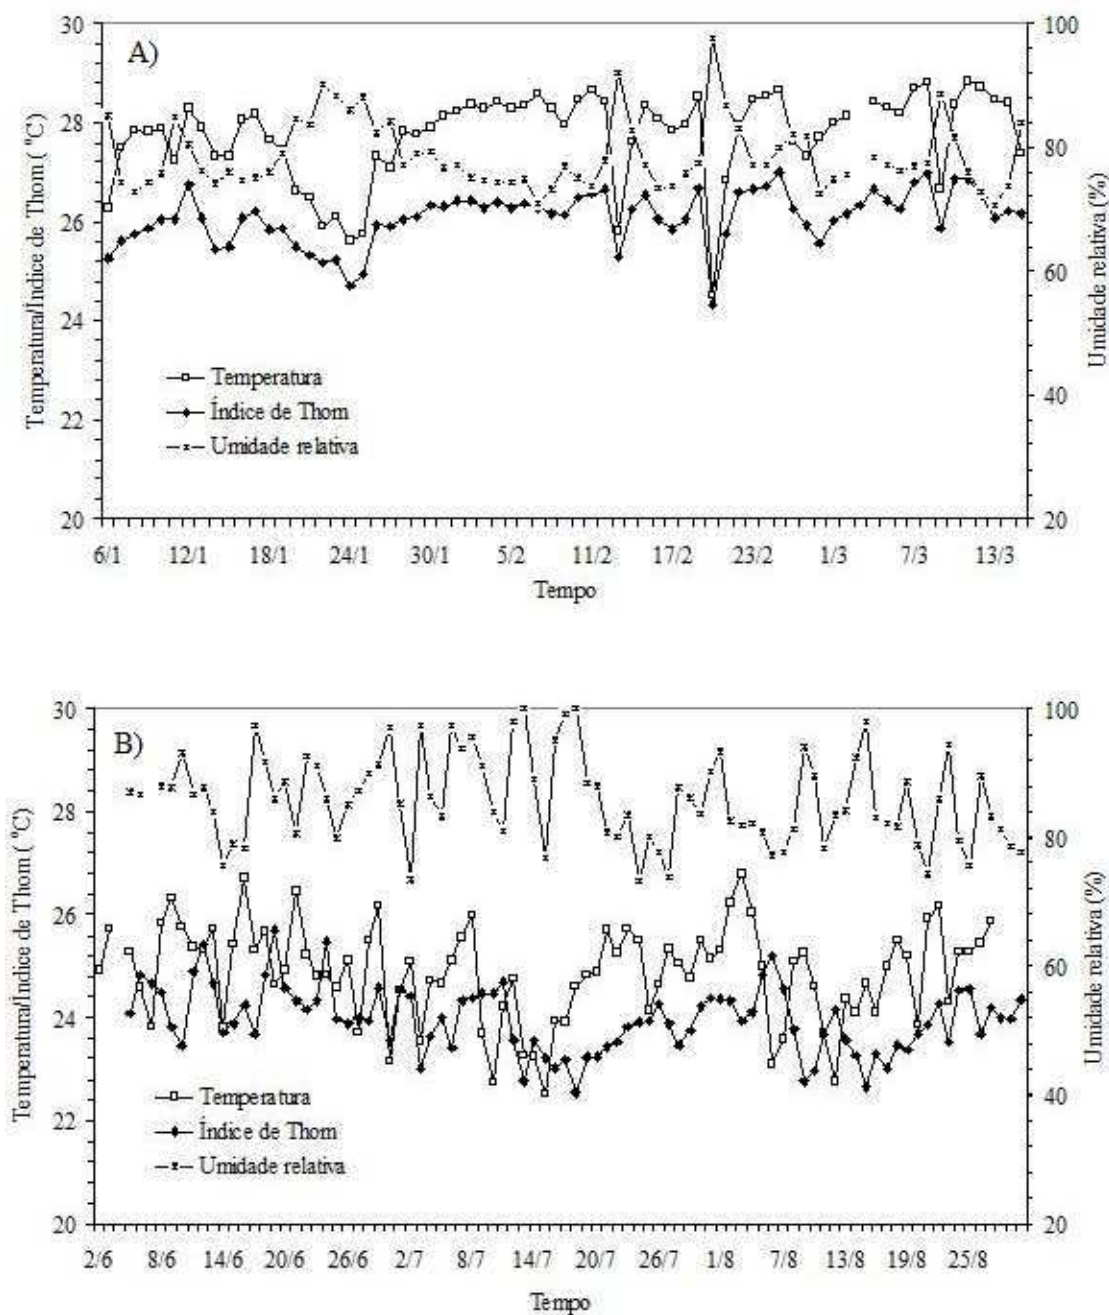 A)
Temperatura/Índice de Thom ( °C)
30
28
26
24
22
20
Umidade relativa (%)
100
80
60
40
20
Temperatura
Índice de Thom
Umidade relativa
6/1 12/1 18/1 24/1 30/1 5/2 11/2 17/2 23/2 1/3 7/3 13/3
Tempo
B)
Temperatura/Índice de Thom ( °C)
30
28
26
24
22
20
Umidade relativa (%)
100
80
60
40
20
Temperatura
Índice de Thom
Umidade relativa
2/6 8/6 14/6 20/6 26/6 2/7 8/7 14/7 20/7 26/7 1/8 7/8 13/8 19/8 25/8
Tempo